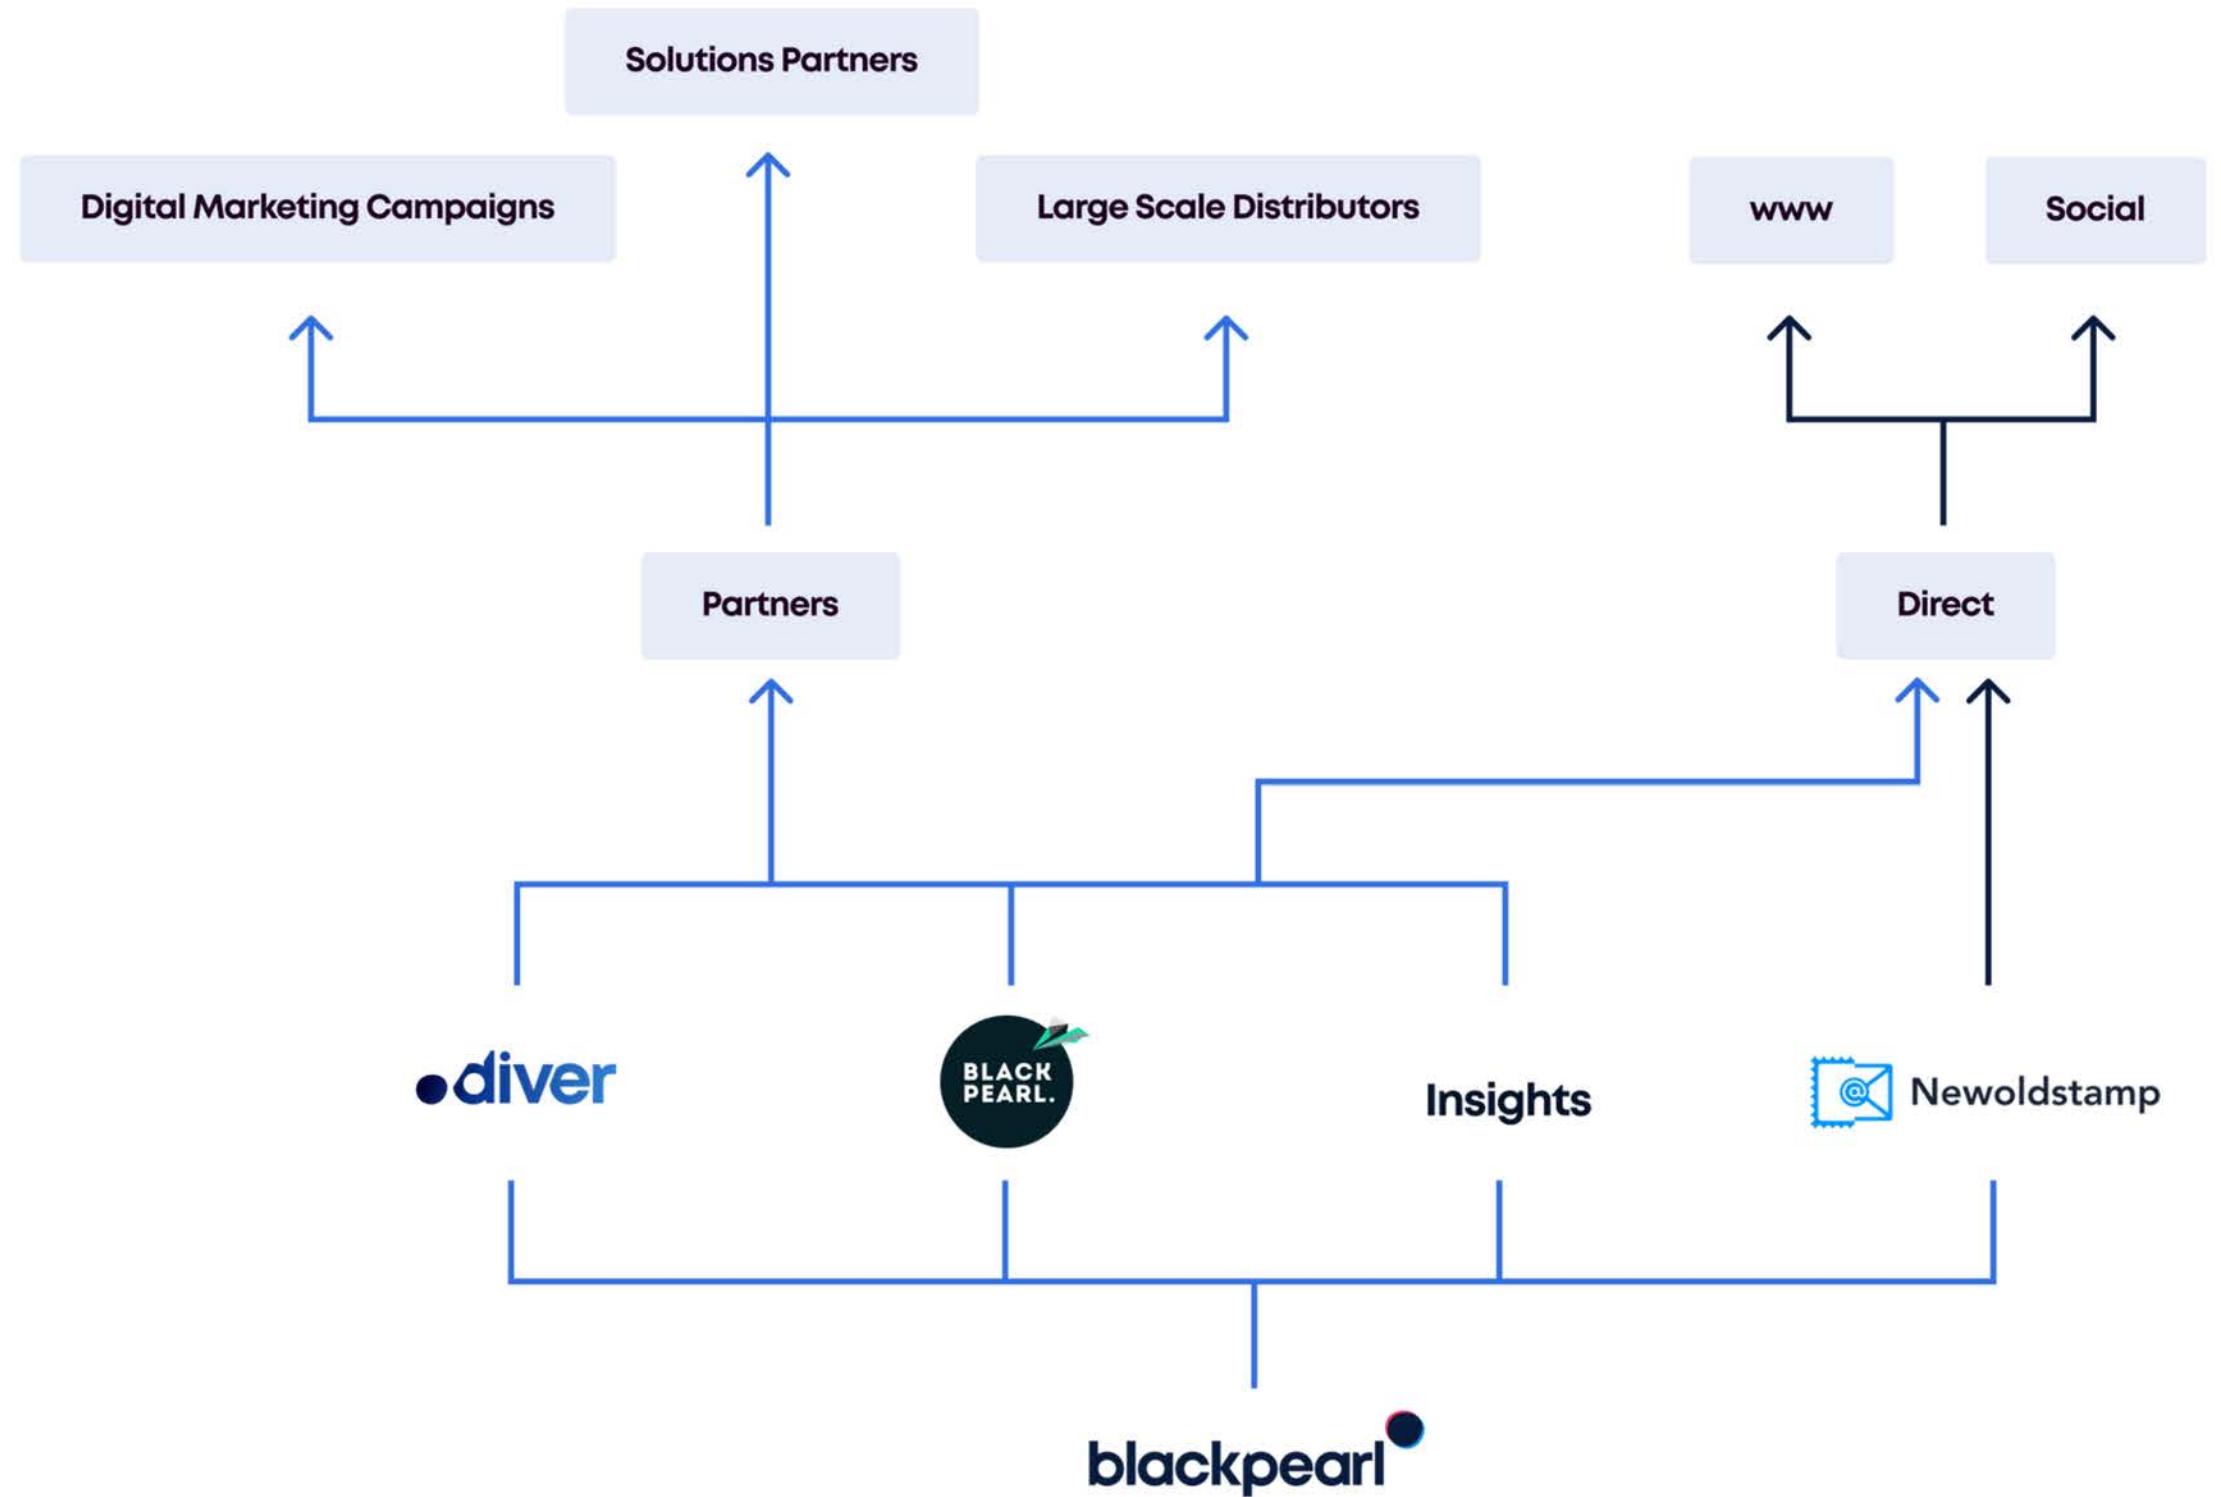 Solutions Partners
Digital Marketing Campaigns
Large Scale Distributors
www
Social
Partners
Direct
diver
BLACK
PEARL.
Insights
@
Newoldstamp
blackpearl